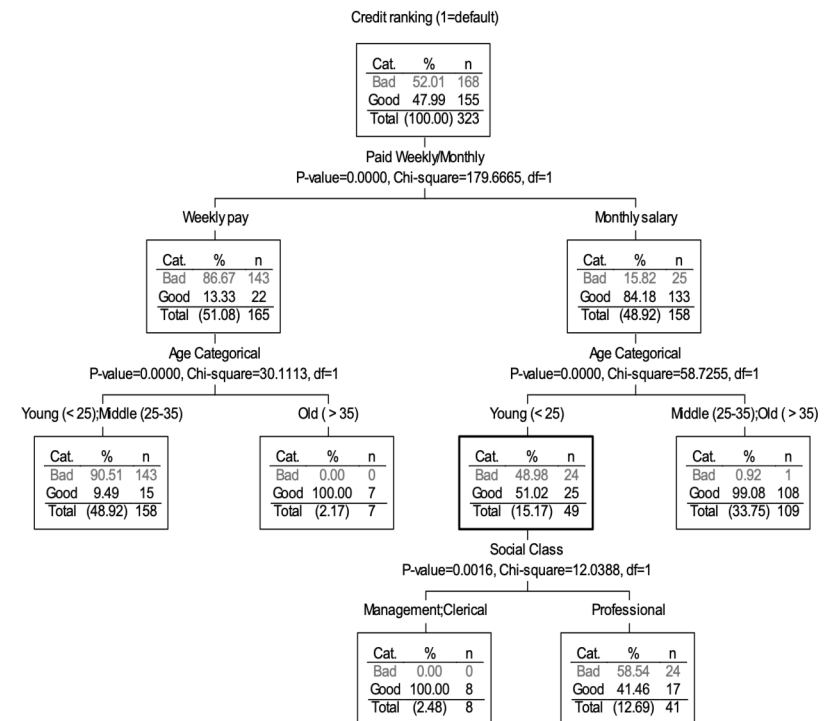 Credit ranking (1=default)
Cat. % n
Bad 52.01 168
Good 47.99 155
Total (100.00) 323
Paid Weekly/Monthly
P-value=0.0000, Chi-square=179.6665, df=1
Weekly pay
Cat. % n
Bad 86.67 143
Good 13.33 22
Total (51.08) 165
Monthly salary
Cat. % n
Bad 15.82 25
Good 84.18 133
Total (48.92) 158
Age Categorical
P-value=0.0000, Chi-square=30.1113, df=1
Age Categorical
P-value=0.0000, Chi-square=58.7255, df=1
Young (< 25);Middle (25-35)
Cat. % n
Bad 90.51 143
Good 9.49 15
Total (48.92) 158
Old ( > 35)
Cat. % n
Bad 0.00 0
Good 100.00 7
Total (2.17) 7
Young (< 25)
Cat. % n
Bad 48.98 24
Good 51.02 25
Total (15.17) 49
Middle (25-35);Old ( > 35)
Cat. % n
Bad 0.92 1
Good 99.08 108
Total (33.75) 109
Social Class
P-value=0.0016, Chi-square=12.0388, df=1
Management;Clerical
Cat. % n
Bad 0.00 0
Good 100.00 8
Total (2.48) 8
Professional
Cat. % n
Bad 58.54 24
Good 41.46 17
Total (12.69) 41